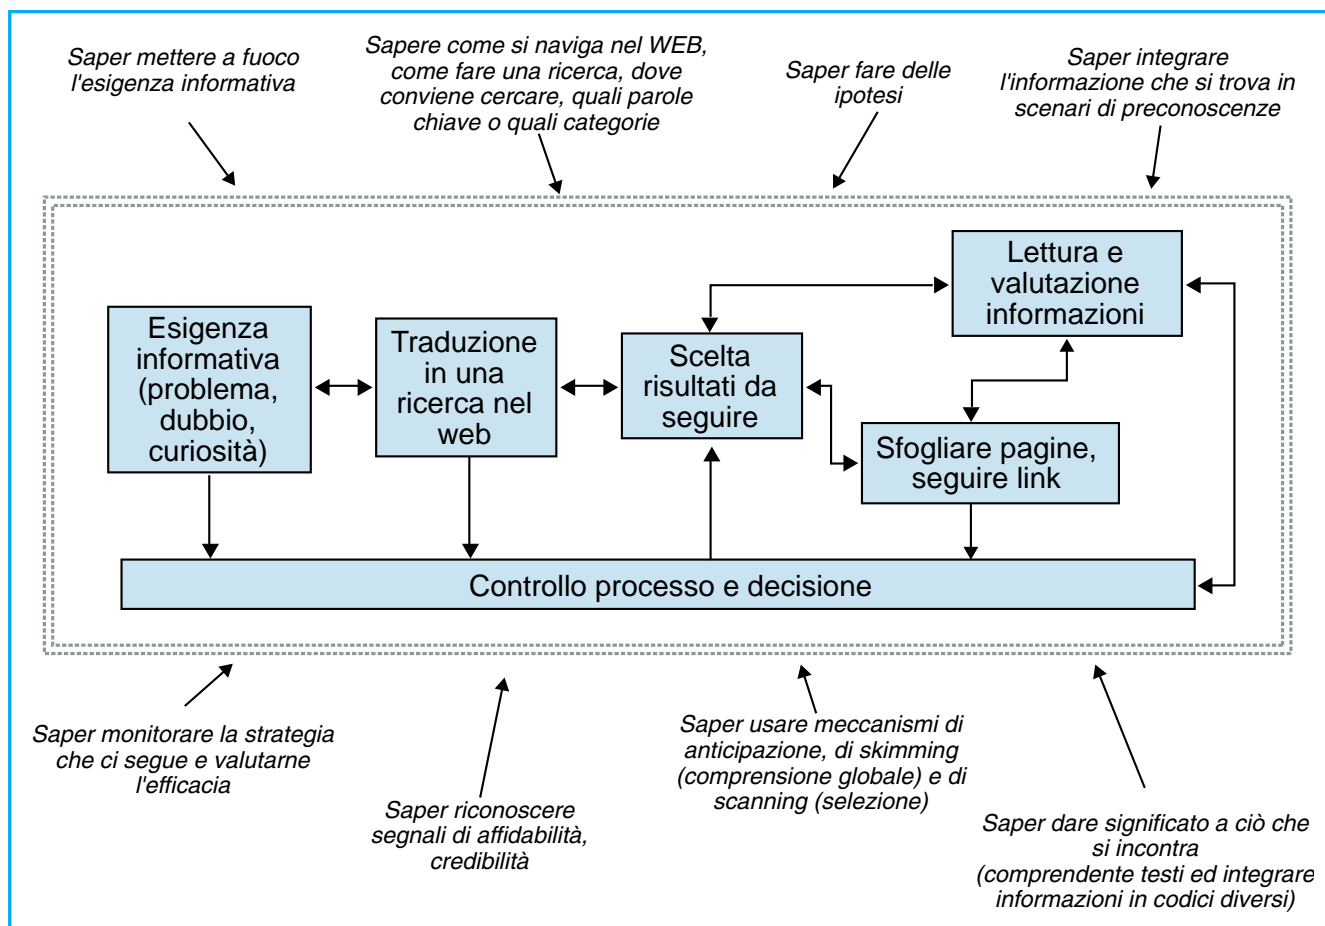 Saper mettere a fuoco
l'esigenza informativa
Sapere come si naviga nel WEB,
come fare una ricerca, dove
conviene cercare, quali parole
chiave o quali categorie
Saper fare delle
ipotesi
Saper integrare
l'informazione che si trova in
scenari di preconoscenze
Esigenza
informativa
(problema,
dubbio,
curiosità)
Traduzione
in una
ricerca nel
web
Scelta
risultati da
seguire
Lettura e
valutazione
informazioni
Sfogliare pagine,
seguire link
Controllo processo e decisione
Saper monitorare la strategia
che ci segue e valutarne
l'efficacia
Saper riconoscere
segnali di affidabilità,
credibilità
Saper usare meccanismi di
anticipazione, di skimming
(comprensione globale) e di
scanning (selezione)
Saper dare significato a ciò che
si incontra
(comprendente testi ed integrare
informazioni in codici diversi)